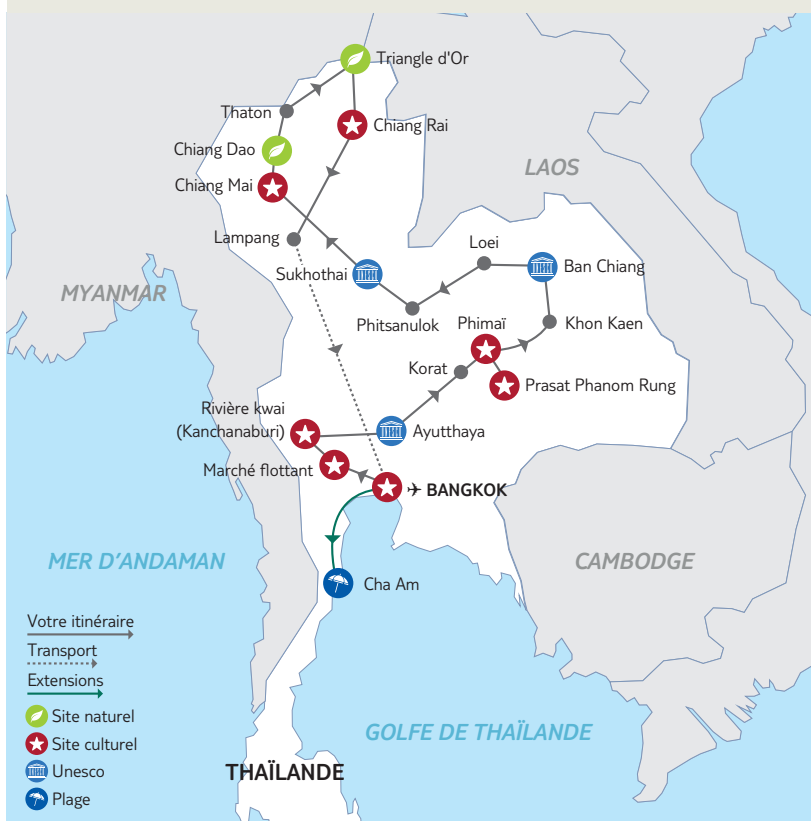 Triangle d'Or
Thaton
Chiang Rai
Chiang Dao
LAOS
Chiang Mai
Lampang
Loei
Sukhothai
Ban Chiang
MYANMAR
Phitsanulok
Phimaï
Khon Kaen
Korat
Prasat Phanom Rung
Rivière kwai
(Kanchanaburi)
Ayutthaya
Marché flottant
BANGKOK
MER D'ANDAMAN
CAMBODGE
Cha Am
Votre itinéraire
Transport
Extensions
Site naturel
Site culturel
GOLFE DE THAÏLANDE
Unesco
THAÏLANDE
Plage